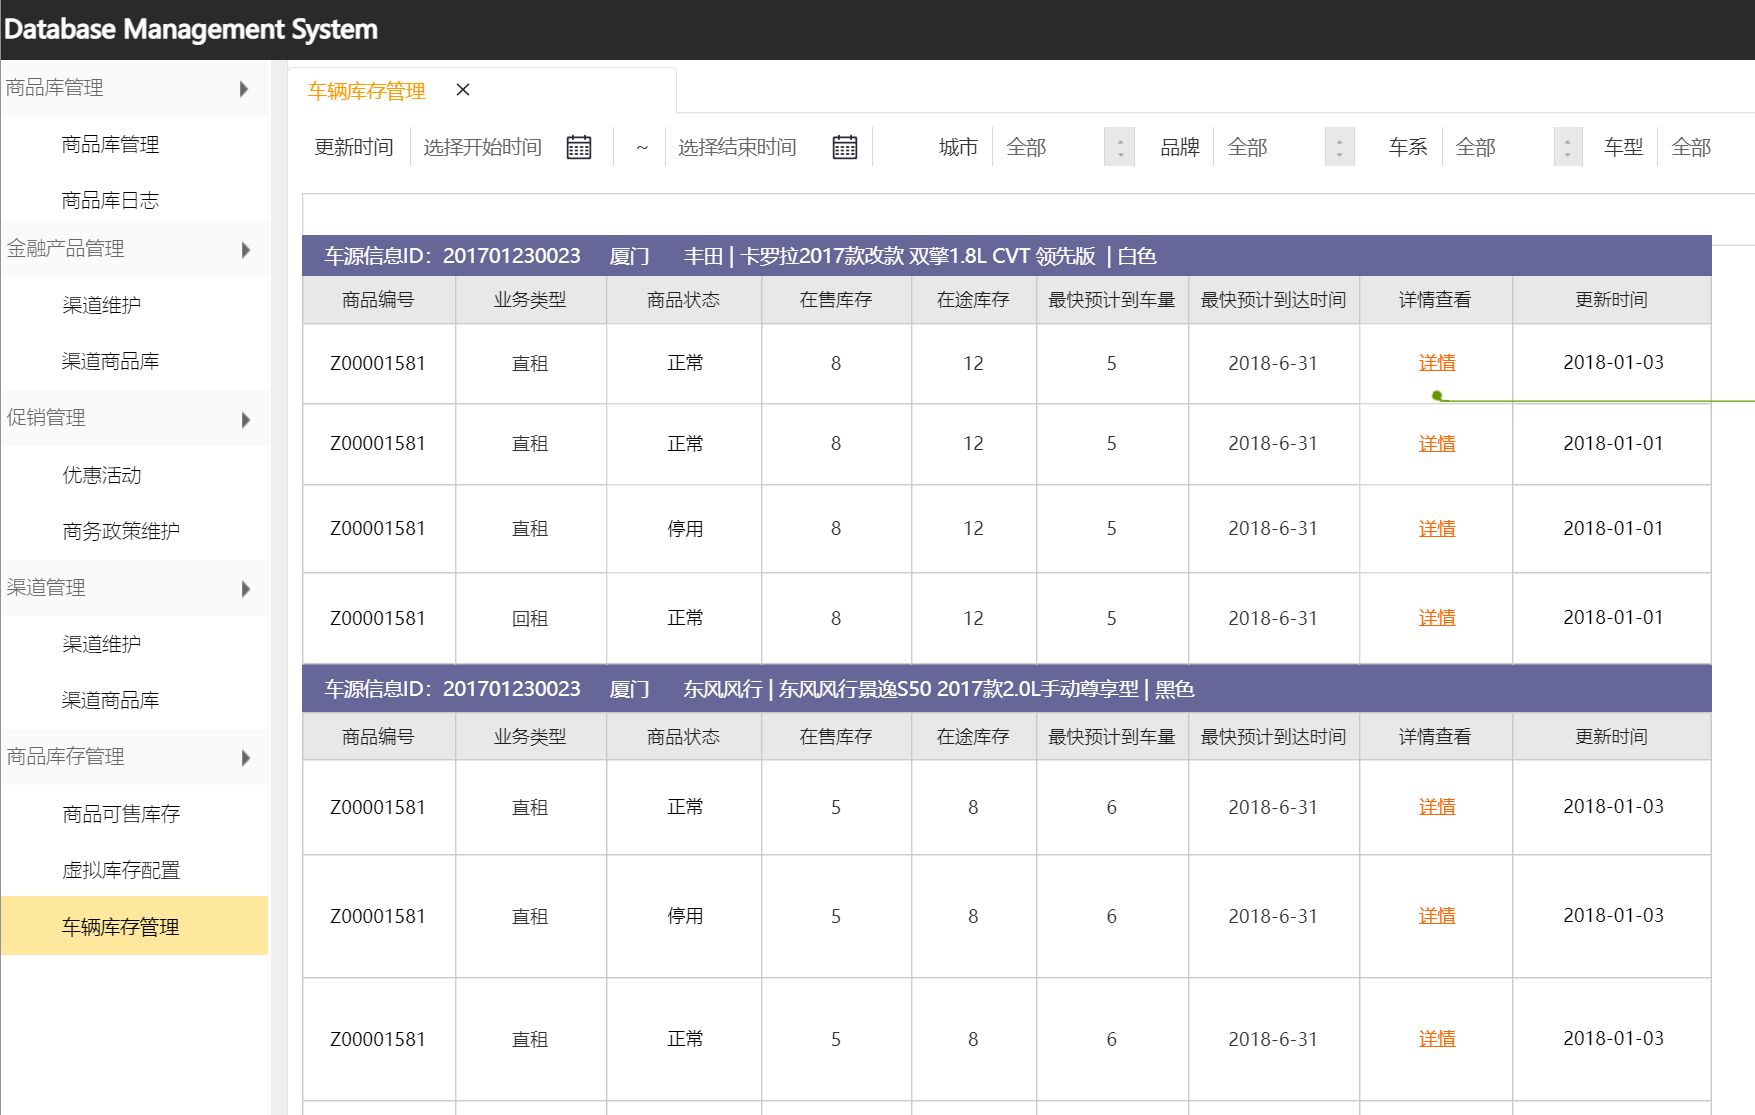 Database Management System
商品库管理
商品库管理
商品库日志
金融产品管理
渠道维护
渠道商品库
促销管理
优惠活动
商务政策维护
渠道管理
渠道维护
渠道商品库
商品库存管理
商品可售库存
虚拟库存配置
车辆库存管理
车辆库存管理 ×
更新时间 选择开始时间 ~ 选择结束时间 城市 全部 品牌 全部 车系 全部 车型 全部
车源信息ID：201701230023 厦门 丰田 | 卡罗拉2017款改款 双擎1.8L CVT 领先版 | 白色
商品编号 业务类型 商品状态 在售库存 在途库存 最快预计到车量 最快预计到达时间 详情查看 更新时间
Z00001581 直租 正常 8 12 5 2018-6-31 详情 2018-01-03
Z00001581 直租 正常 8 12 5 2018-6-31 详情 2018-01-01
Z00001581 直租 停用 8 12 5 2018-6-31 详情 2018-01-01
Z00001581 回租 正常 8 12 5 2018-6-31 详情 2018-01-01
车源信息ID：201701230023 厦门 东风风行 | 东风风行景逸S50 2017款2.0L手动尊享型 | 黑色
商品编号 业务类型 商品状态 在售库存 在途库存 最快预计到车量 最快预计到达时间 详情查看 更新时间
Z00001581 直租 正常 5 8 6 2018-6-31 详情 2018-01-03
Z00001581 直租 停用 5 8 6 2018-6-31 详情 2018-01-03
Z00001581 直租 正常 5 8 6 2018-6-31 详情 2018-01-03